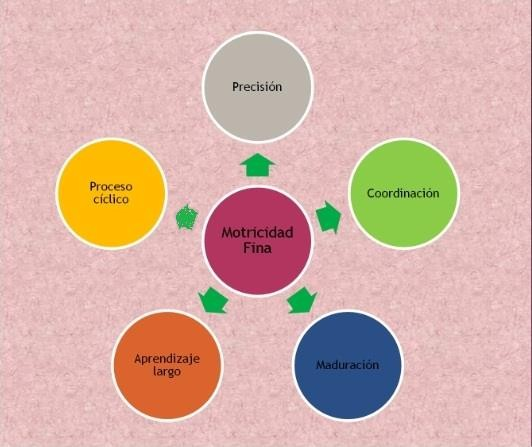 Precisión
Proceso
cíclico
Coordinación
Motricidad
Fina
Aprendizaje
largo
Maduración